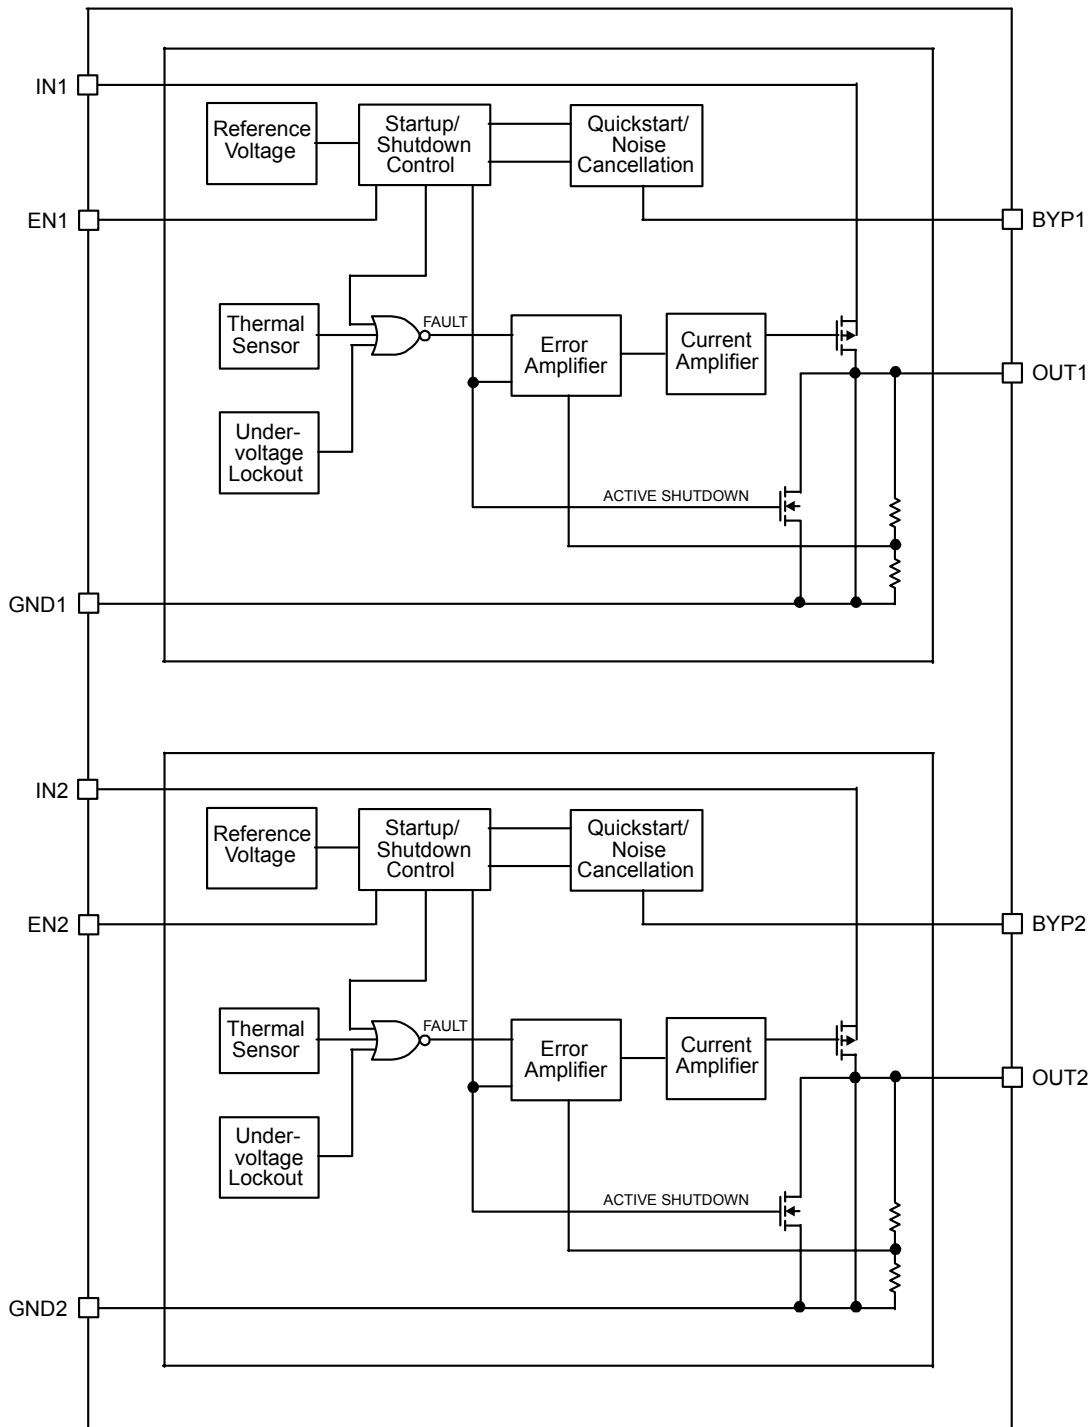 IN1
Reference
Voltage
Startup/
Shutdown
Control
Quickstart/
Noise
Cancellation
EN1
BYP1
Thermal
Sensor
FAULT
Error
Amplifier
Current
Amplifier
OUT1
Under-
voltage
Lockout
ACTIVE SHUTDOWN
GND1
IN2
Reference
Voltage
Startup/
Shutdown
Control
Quickstart/
Noise
Cancellation
EN2
BYP2
Thermal
Sensor
FAULT
Error
Amplifier
Current
Amplifier
OUT2
Under-
voltage
Lockout
ACTIVE SHUTDOWN
GND2